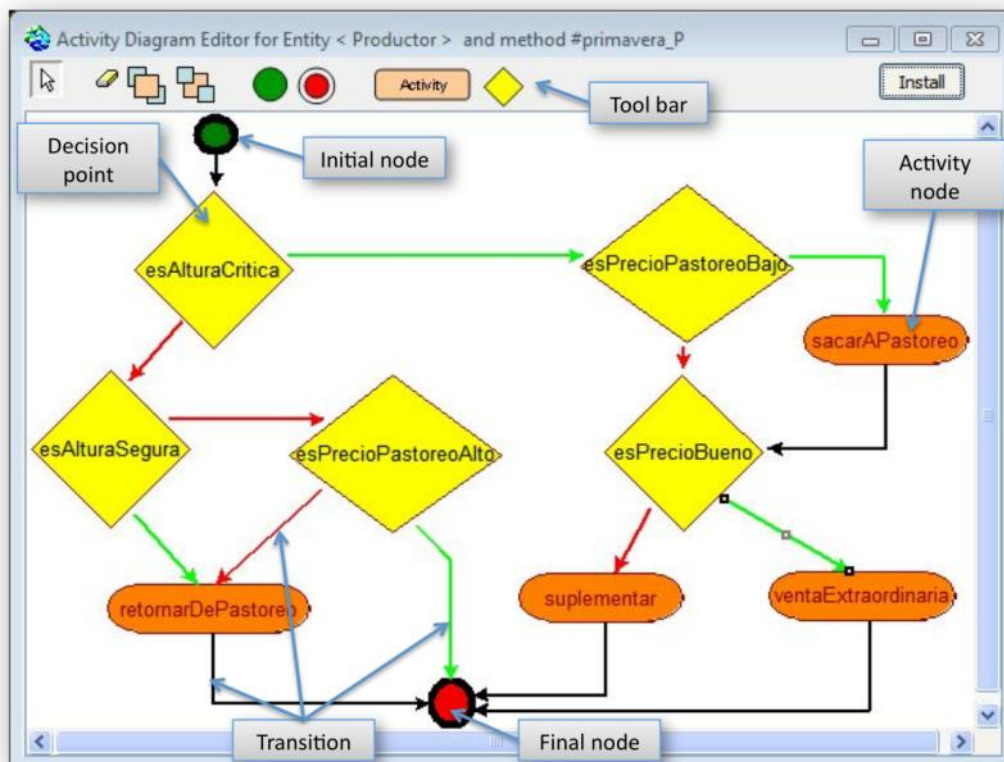 Activity Diagram Editor for Entity < Productor > and method #primavera_P
Activity
Install
Tool bar
Decision
point
Initial node
Activity
node
esAlturaCritica
esPrecioPastoreoBajo
sacarAPastoreo
esAlturaSegura
esPrecioPastoreoAlto
esPrecioBueno
retornarDePastoreo
suplementar
ventaExtraordinaria
Transition
Final node